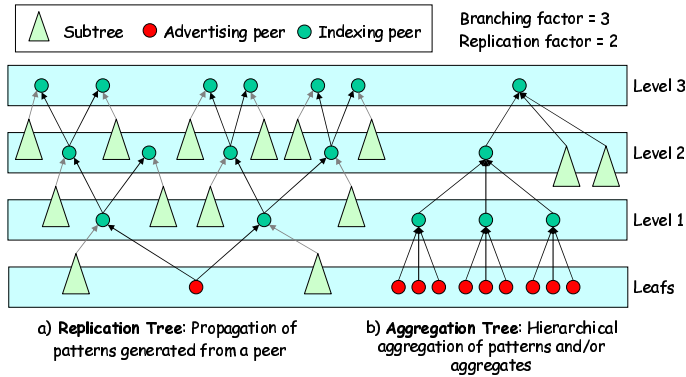 Subtree Advertising peer Indexing peer
Branching factor = 3
Replication factor = 2
Level 3
Level 2
Level 1
Leafs
a) Replication Tree: Propagation of
patterns generated from a peer
b) Aggregation Tree: Hierarchical
aggregation of patterns and/or
aggregates